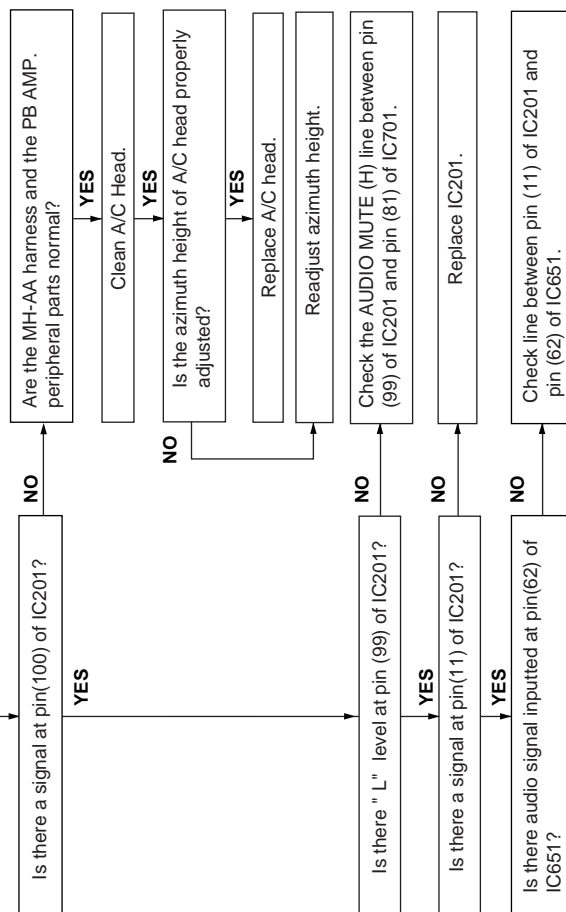 Is there a signal at pin(100) of IC201?
NO
Are the MH-AA harness and the PB AMP.
peripheral parts normal?
YES
Clean A/C Head.
YES
Is the azimuth height of A/C head properly
adjusted?
NO
YES
Replace A/C head.
Readjust azimuth height.
YES
Is there " L" level at pin (99) of IC201?
NO
Check the AUDIO MUTE (H) line between pin
(99) of IC201 and pin (81) of IC701.
YES
Is there a signal at pin(11) of IC201?
NO
Replace IC201.
YES
Is there audio signal inputted at pin(62) of
IC651?
NO
Check line between pin (11) of IC201 and
pin (62) of IC651.